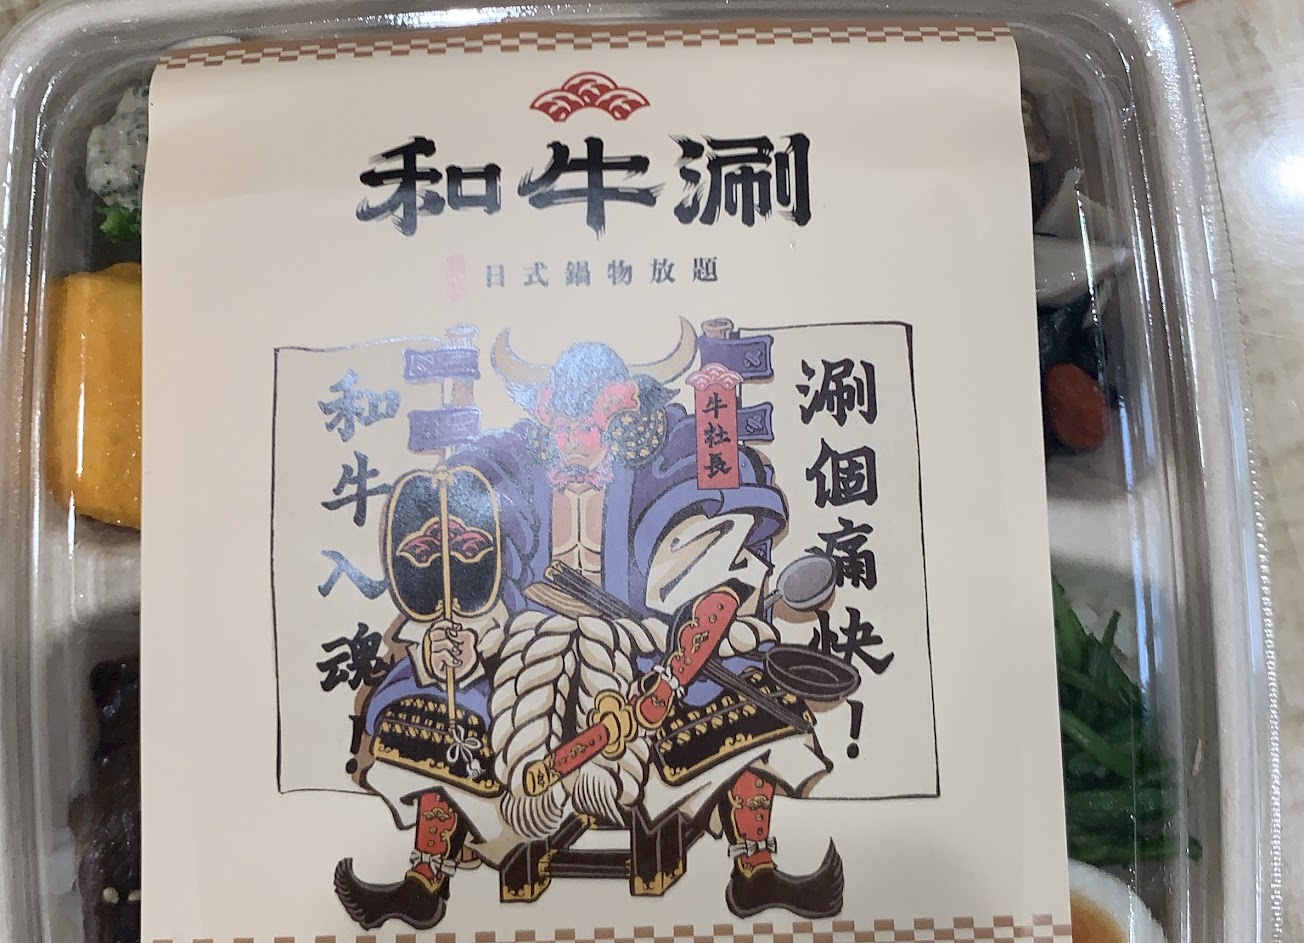 和牛涮
日式鍋物放題
涮個痛快！
和牛入魂！
牛社長